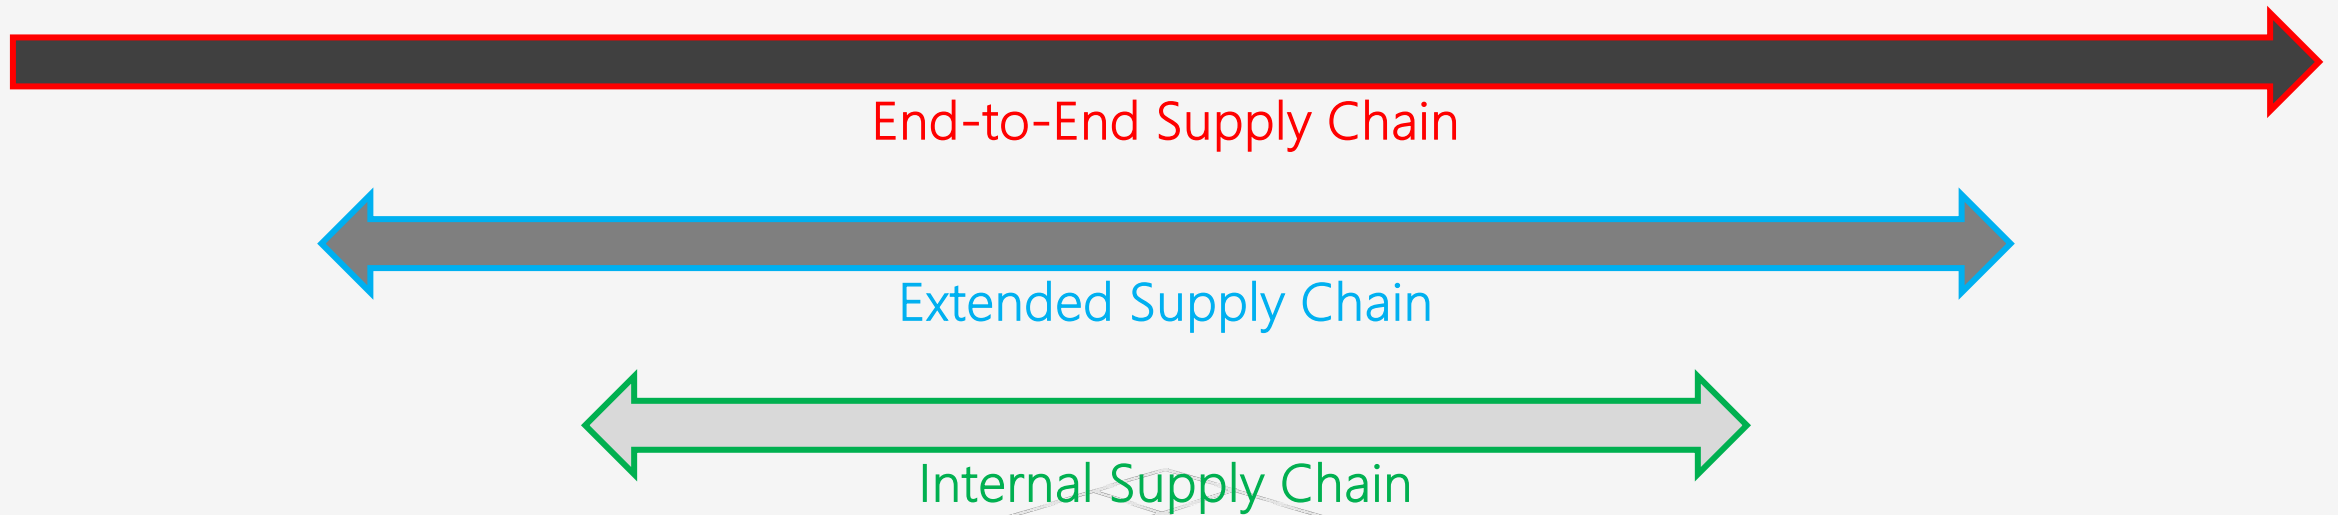 End-to-End Supply Chain
Extended Supply Chain
Internal Supply Chain